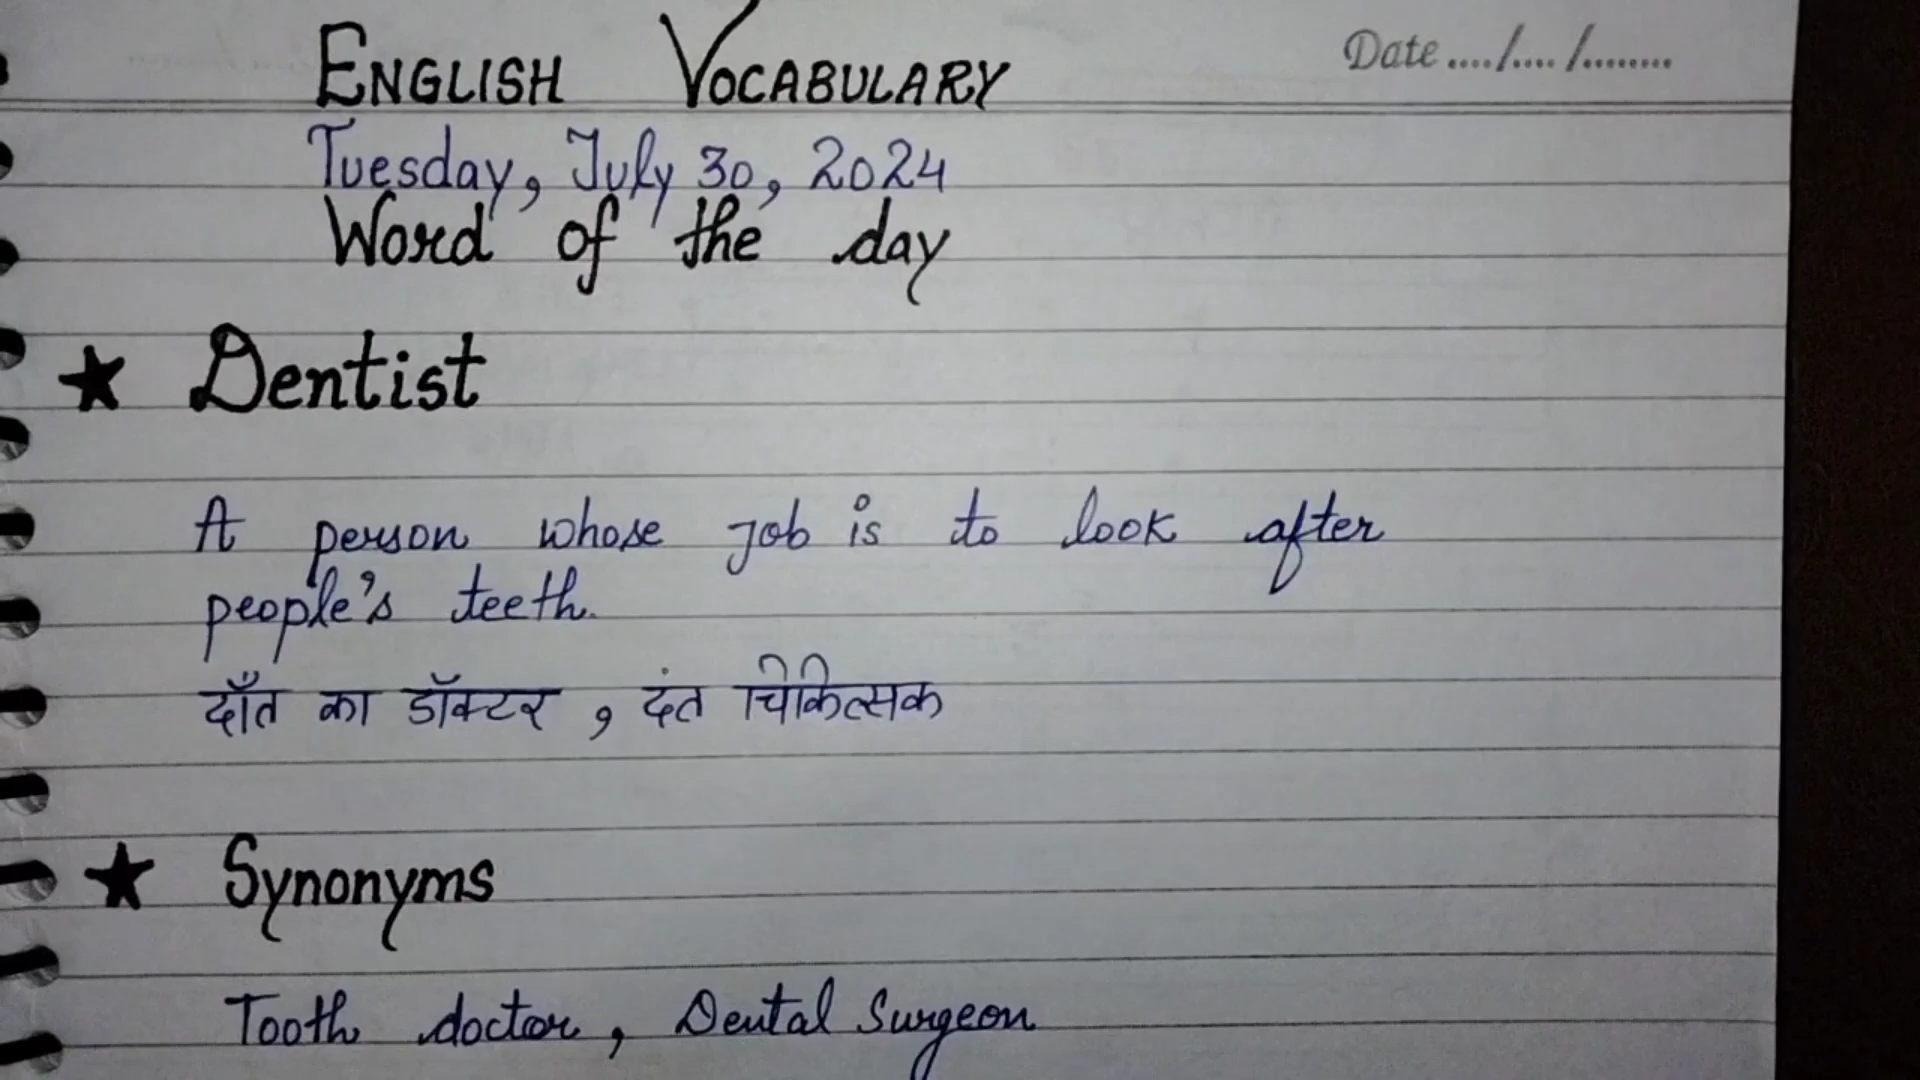 ENGLISH VOCABULARY
Date ..../..../.........
Tuesday, July 30, 2024
Word of the day
★ Dentist
A person whose job is to look after
people's teeth.
दाँत का डॉक्टर , दंत चिकित्सक
★ Synonyms
Tooth doctor, Dental Surgeon